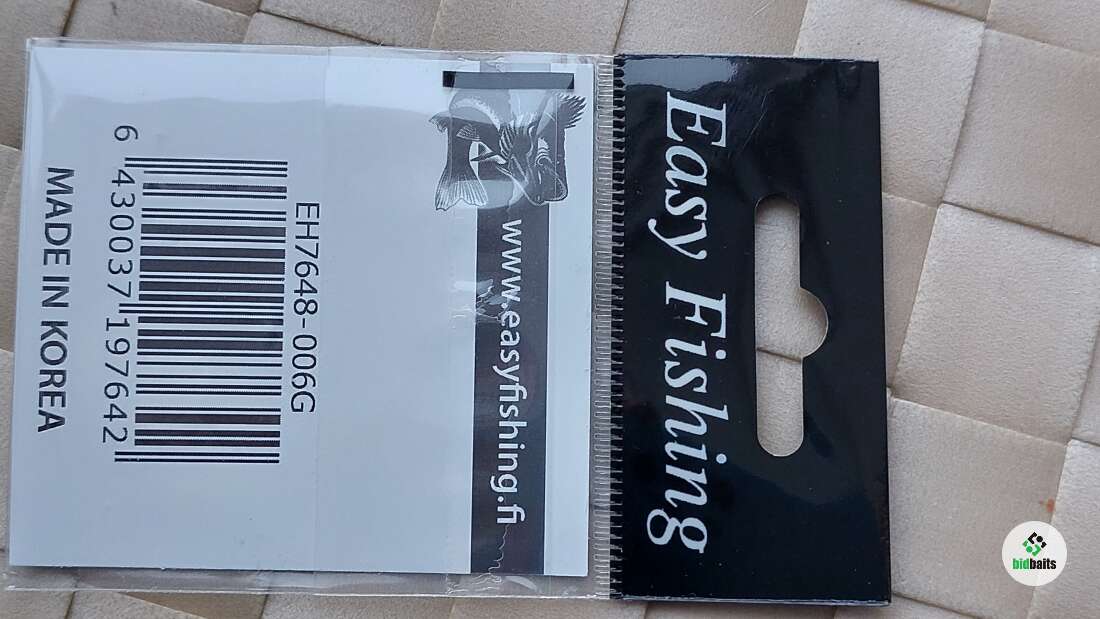 Easy Fishing
www.easyfishing.fi
EH7648-006G
6 430037 197642
MADE IN KOREA
bidbaits